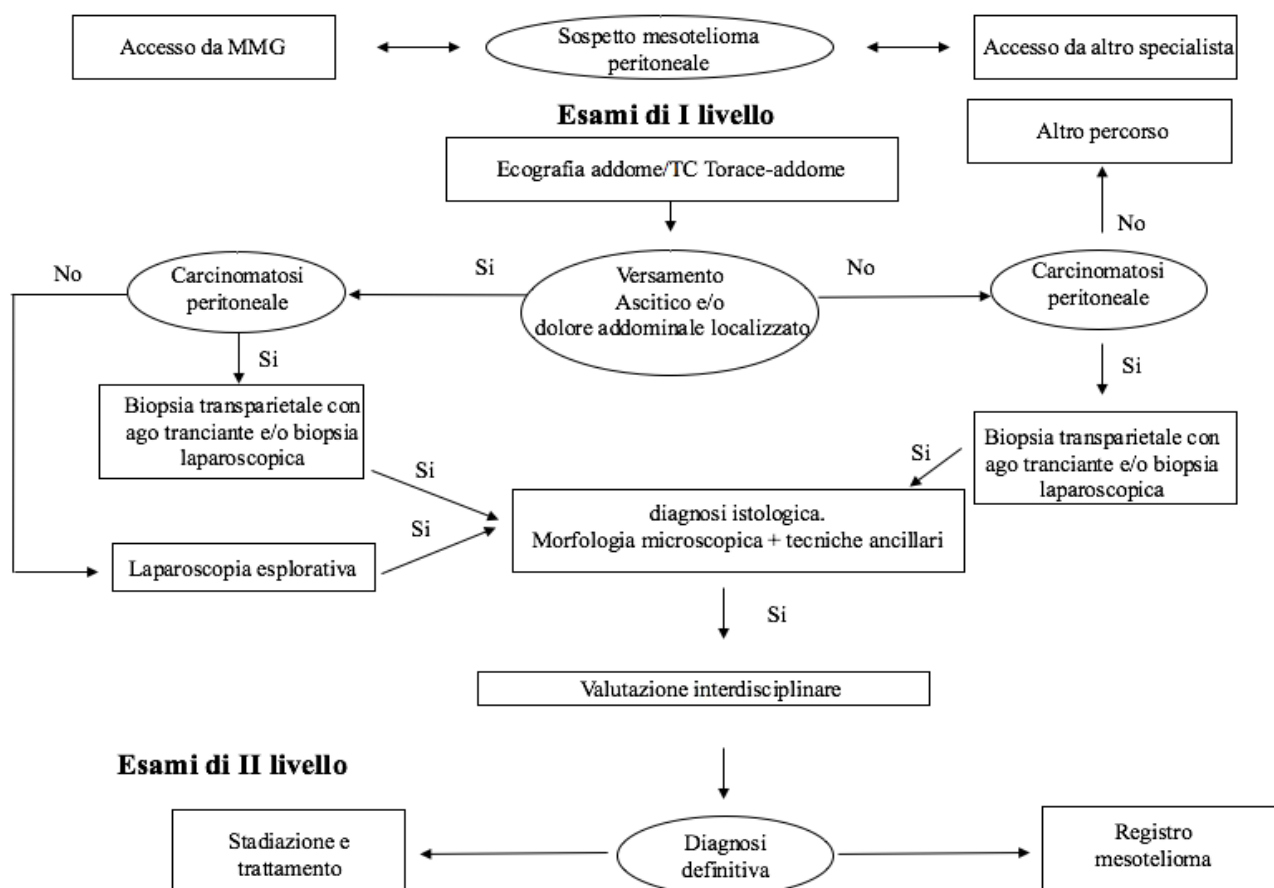 Accesso da MMG
Sospetto mesotelioma
peritoneale
Accesso da altro specialista
Esami di I livello
Altro percorso
Ecografia addome/TC Torace-addome
No
No
Carcinomatosi
peritoneale
Si
Versamento
Ascitico e/o
dolore addominale localizzato
No
Carcinomatosi
peritoneale
Si
Si
Biopsia transparietale con
ago tranciante e/o biopsia
laparoscopica
Si
Si
Biopsia transparietale con
ago tranciante e/o biopsia
laparoscopica
diagnosi istologica.
Morfologia microscopica + tecniche ancillari
Si
Laparoscopia esplorativa
Si
Valutazione interdisciplinare
Esami di II livello
Stadiazione e
trattamento
Diagnosi
definitiva
Registro
mesotelioma